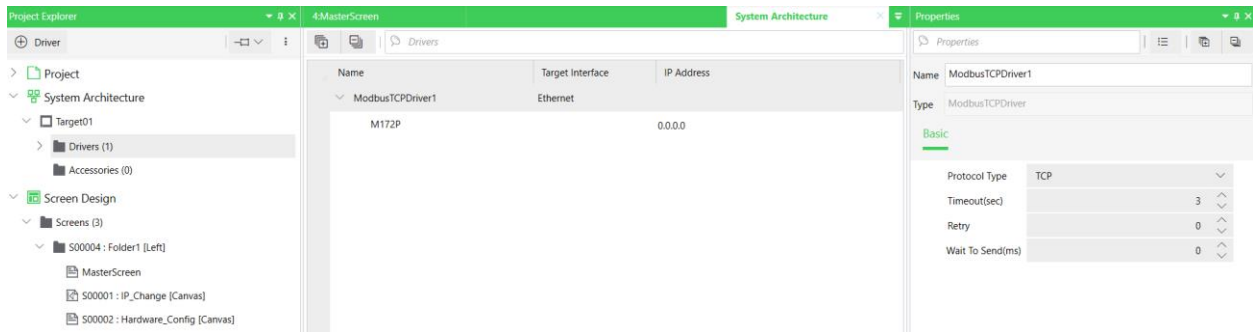 Project Explorer
4:MasterScreen
System Architecture
Properties
Driver
Drivers
Properties
Project
System Architecture
Target01
Drivers (1)
Accessories (0)
Screen Design
Screens (3)
S00004 : Folder1 [Left]
MasterScreen
S00001 : IP_Change [Canvas]
S00002 : Hardware_Config [Canvas]
Name Target Interface IP Address
ModbusTCPDriver1 Ethernet
M172P 0.0.0.0
Name ModbusTCPDriver1
Type ModbusTCPDriver
Basic
Protocol Type TCP
Timeout(sec) 3
Retry 0
Wait To Send(ms) 0